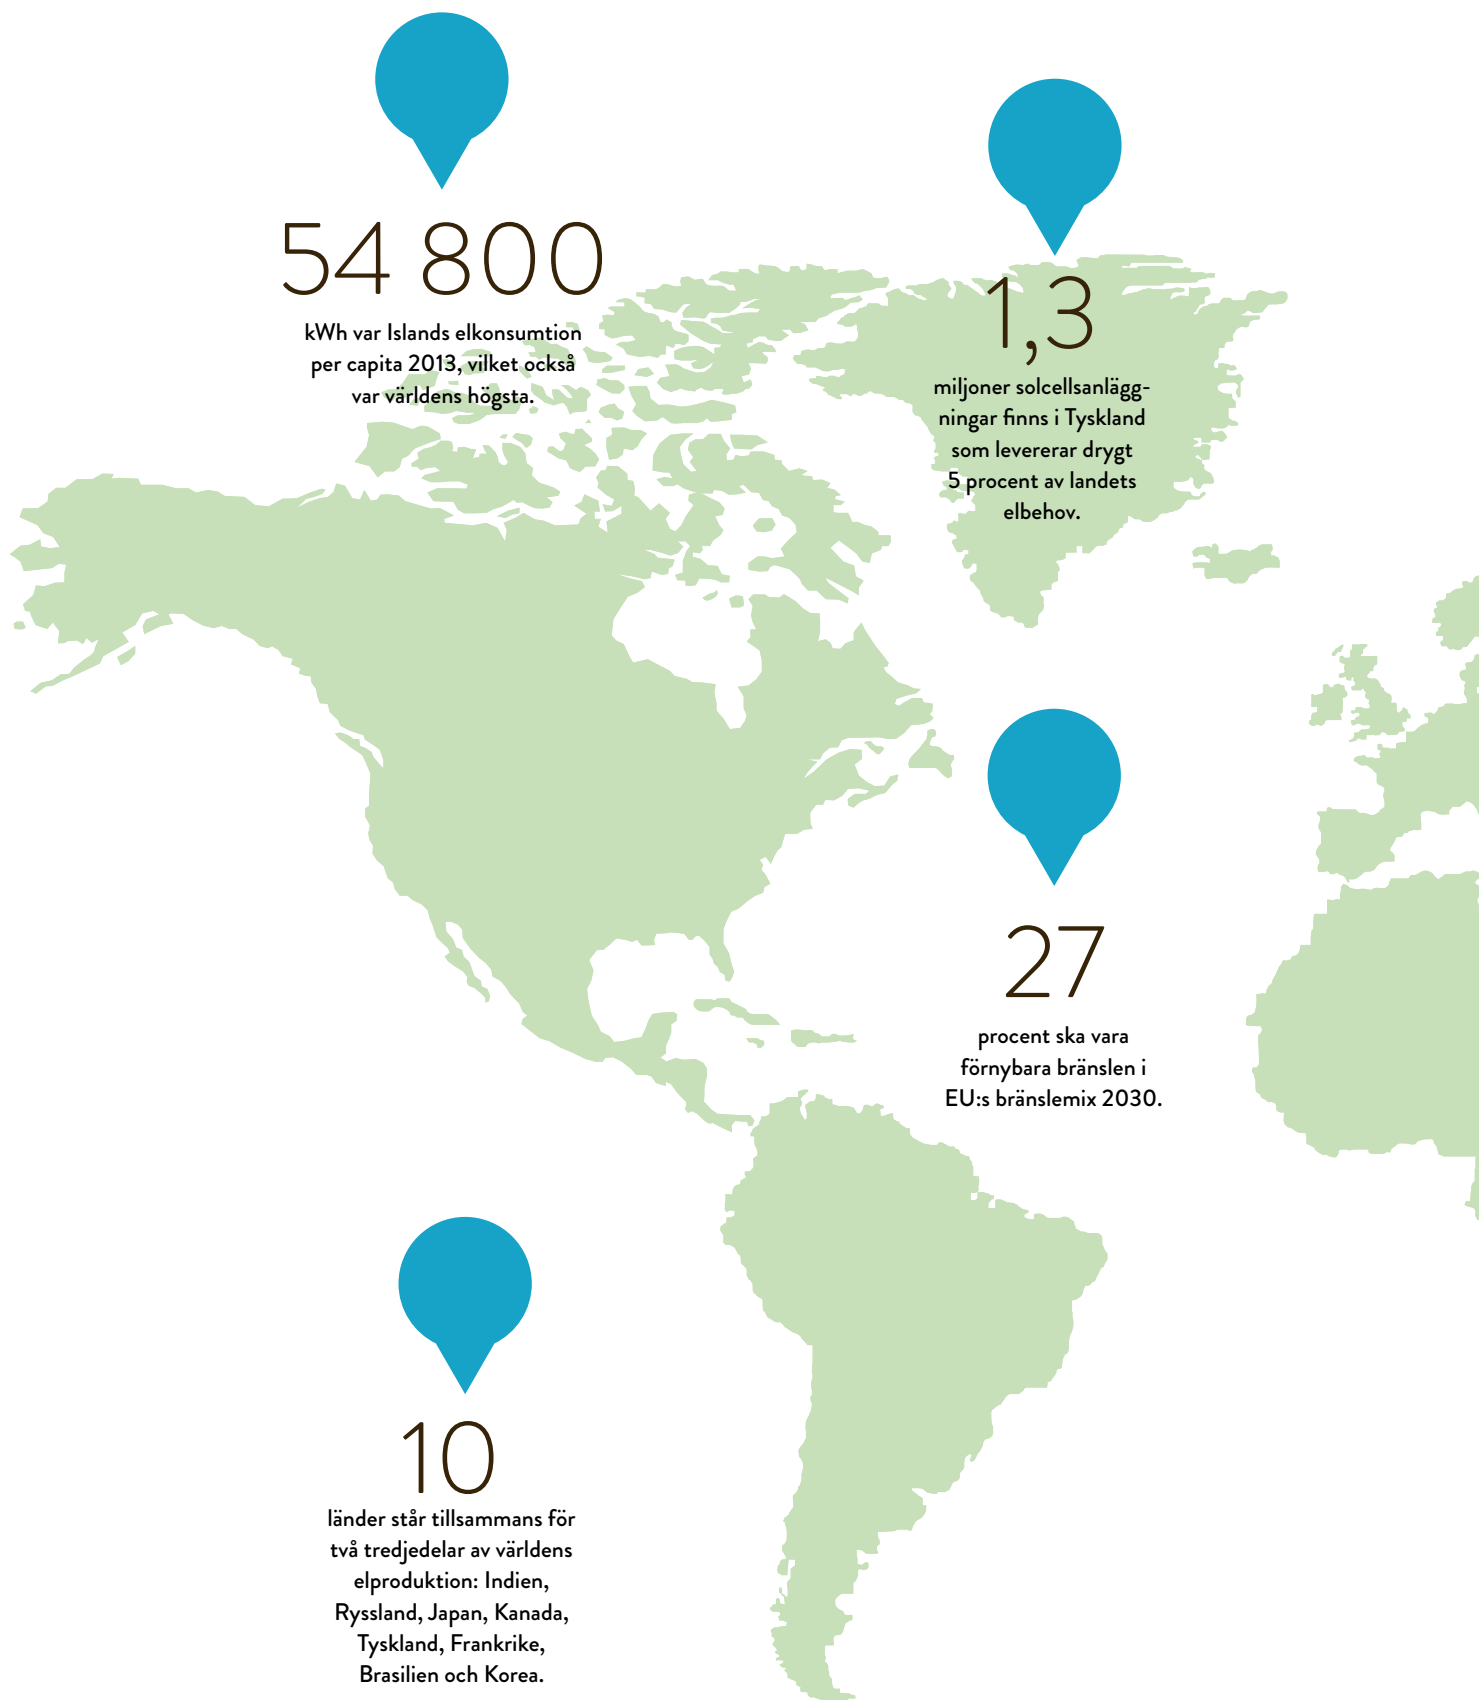 54 800
kWh var Islands elkonsumtion
per capita 2013, vilket också
var världens högsta.
1,3
miljoner solcellsanlägg-
ningar finns i Tyskland
som levererar drygt
5 procent av landets
elbehov.
27
procent ska vara
förnybara bränslen i
EU:s bränslemix 2030.
10
länder står tillsammans för
två tredjedelar av världens
elproduktion: Indien,
Ryssland, Japan, Kanada,
Tyskland, Frankrike,
Brasilien och Korea.